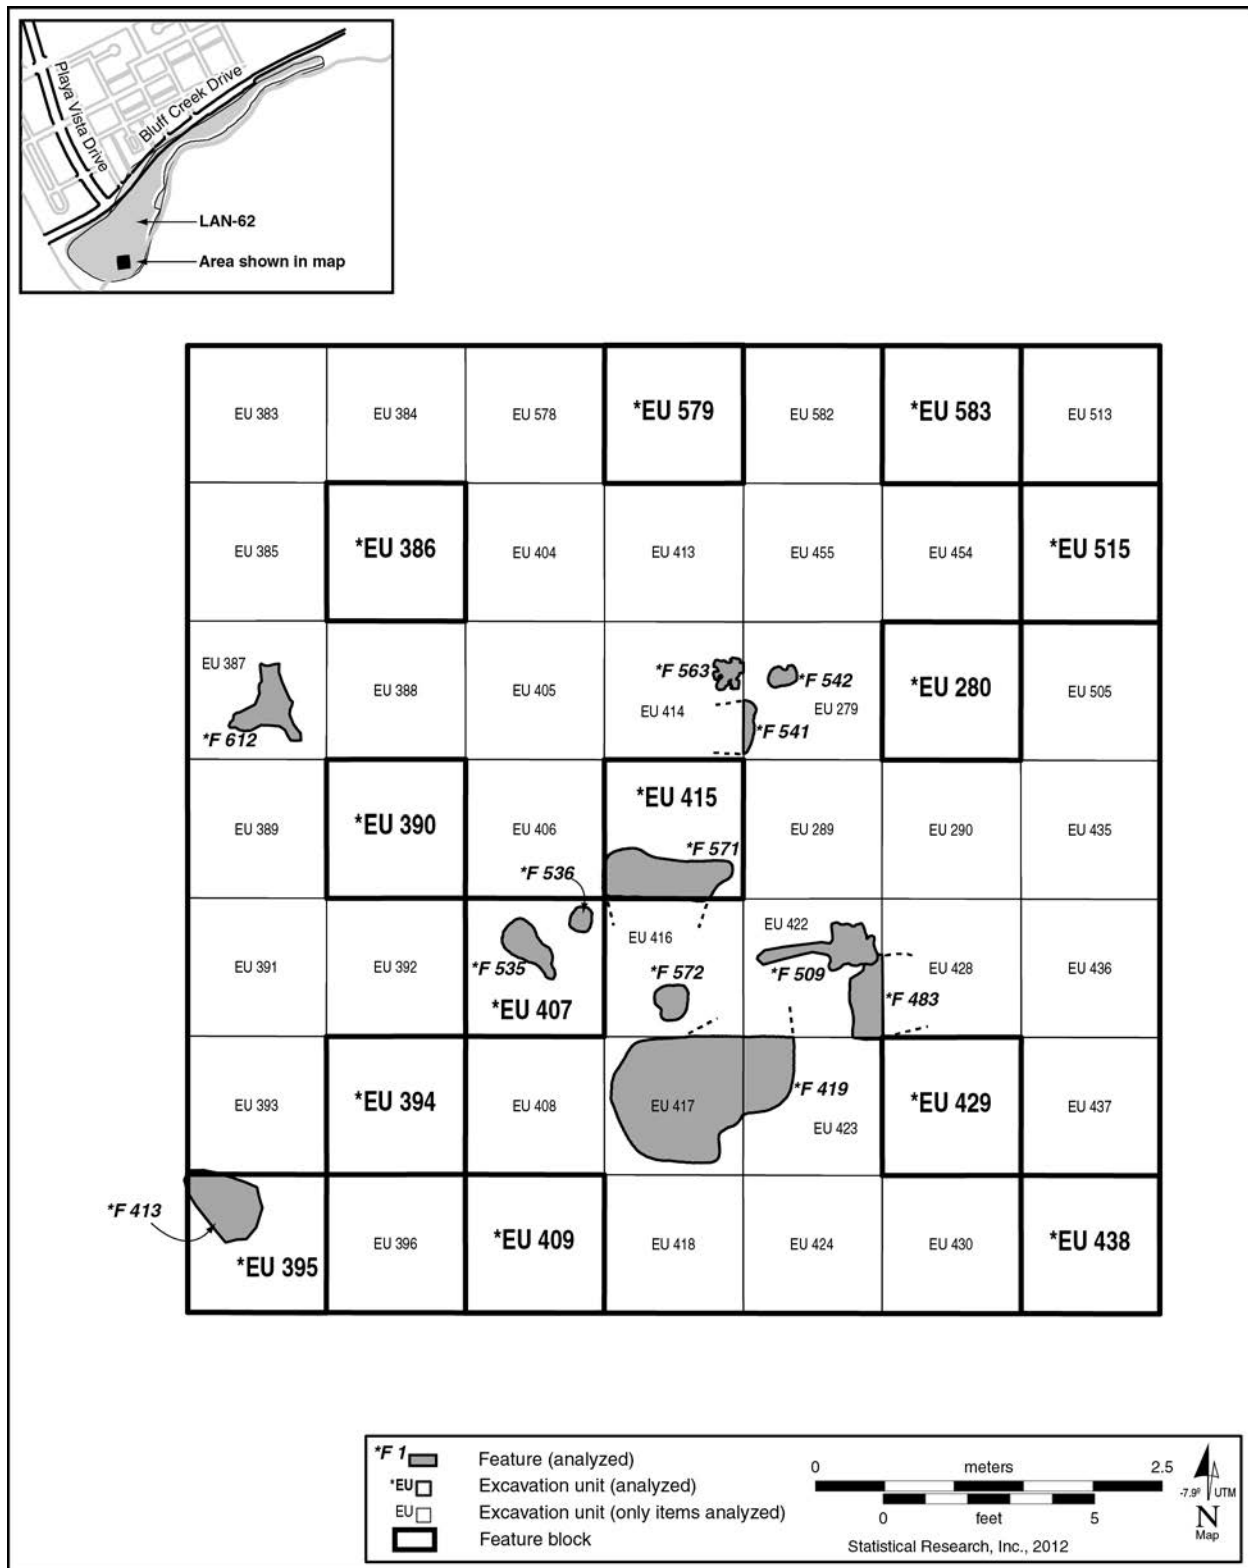 Playa Vista Drive
Bluff Creek Drive
LAN-62
Area shown in map
EU 383
EU 384
EU 578
*EU 579
EU 582
*EU 583
EU 513
EU 385
*EU 386
EU 404
EU 413
EU 455
EU 454
*EU 515
EU 387
*F 612
EU 388
EU 405
*F 563
EU 414
*F 542
EU 279
*F 541
*EU 280
EU 505
EU 389
*EU 390
EU 406
*F 536
*EU 415
*F 571
EU 289
EU 290
EU 435
EU 391
EU 392
*F 535
*EU 407
EU 416
*F 572
EU 422
*F 509
EU 428
*F 483
EU 436
EU 393
*EU 394
EU 408
EU 417
*F 419
EU 423
*EU 429
EU 437
*F 413
*EU 395
EU 396
*EU 409
EU 418
EU 424
EU 430
*EU 438
*F 1 Feature (analyzed)
*EU Excavation unit (analyzed)
EU Excavation unit (only items analyzed)
Feature block
0 meters 2.5
0 feet 5
Statistical Research, Inc., 2012
-7.9° UTM
N
Map